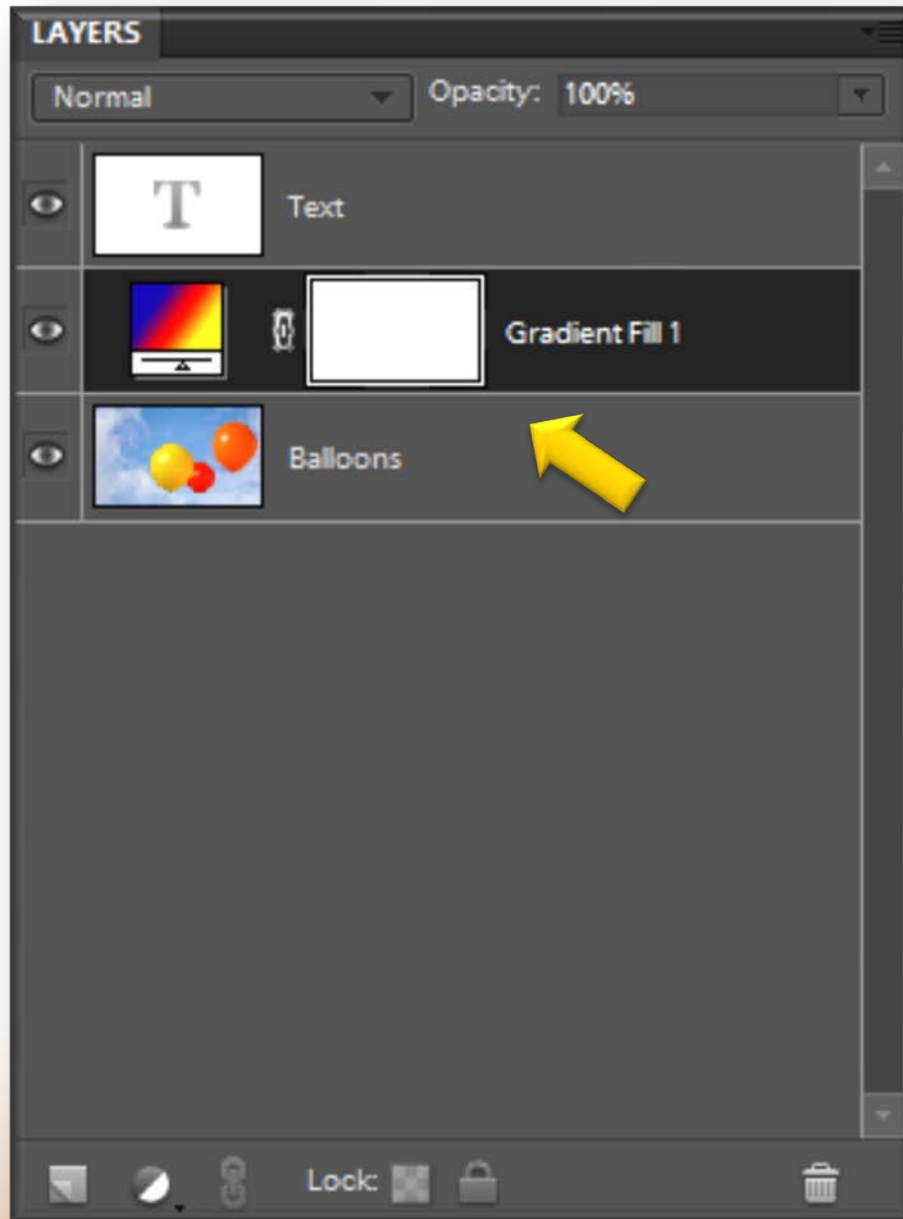 LAYERS
Normal Opacity: 100%
T Text
Gradient Fill 1
Balloons
Lock: